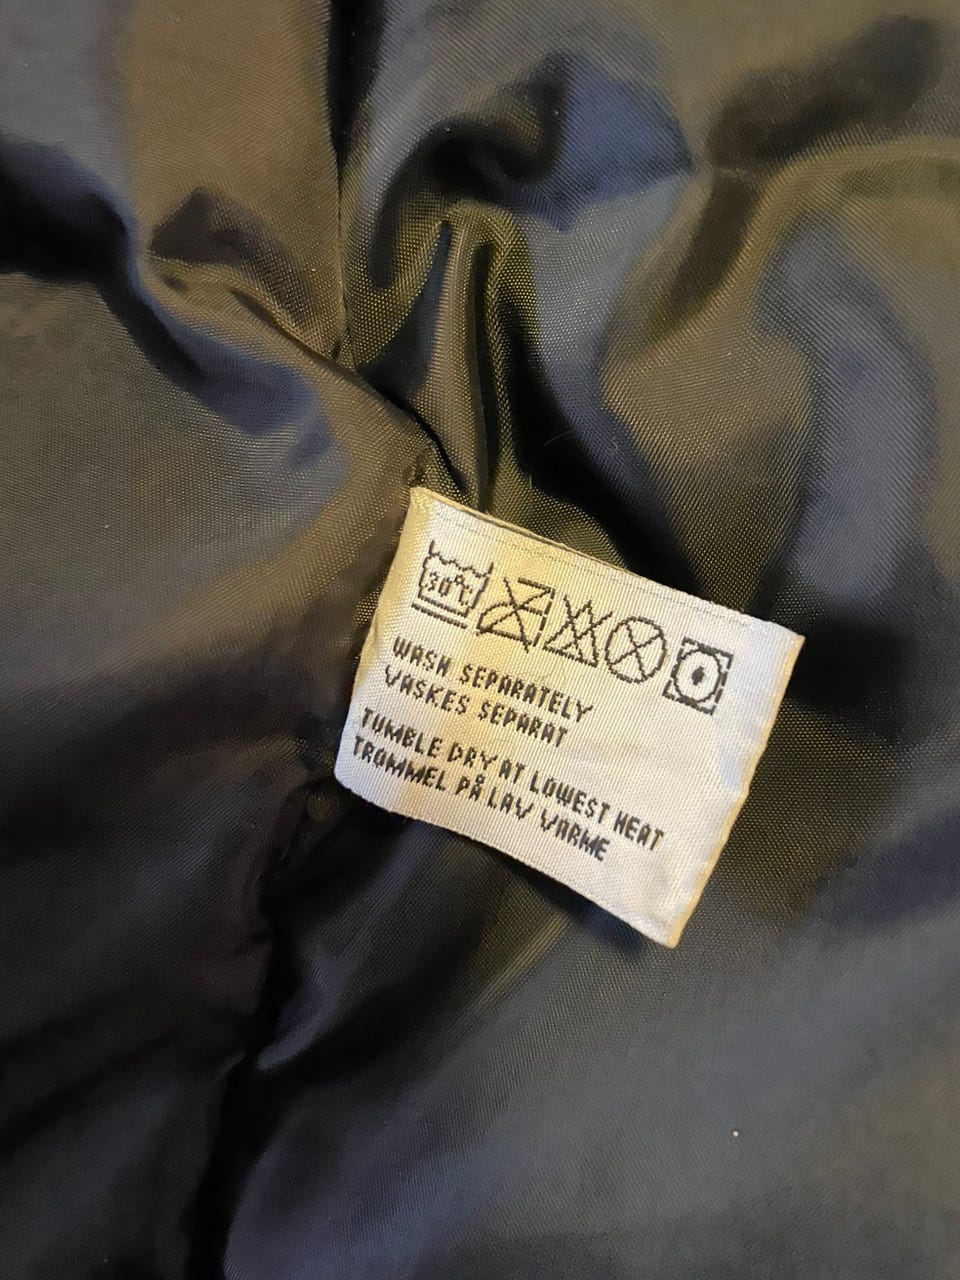 30°C
WASH SEPARATELY
VASKES SEPARAT
TUMBLE DRY AT LOWEST HEAT
TROMMEL PÅ LAV VARME